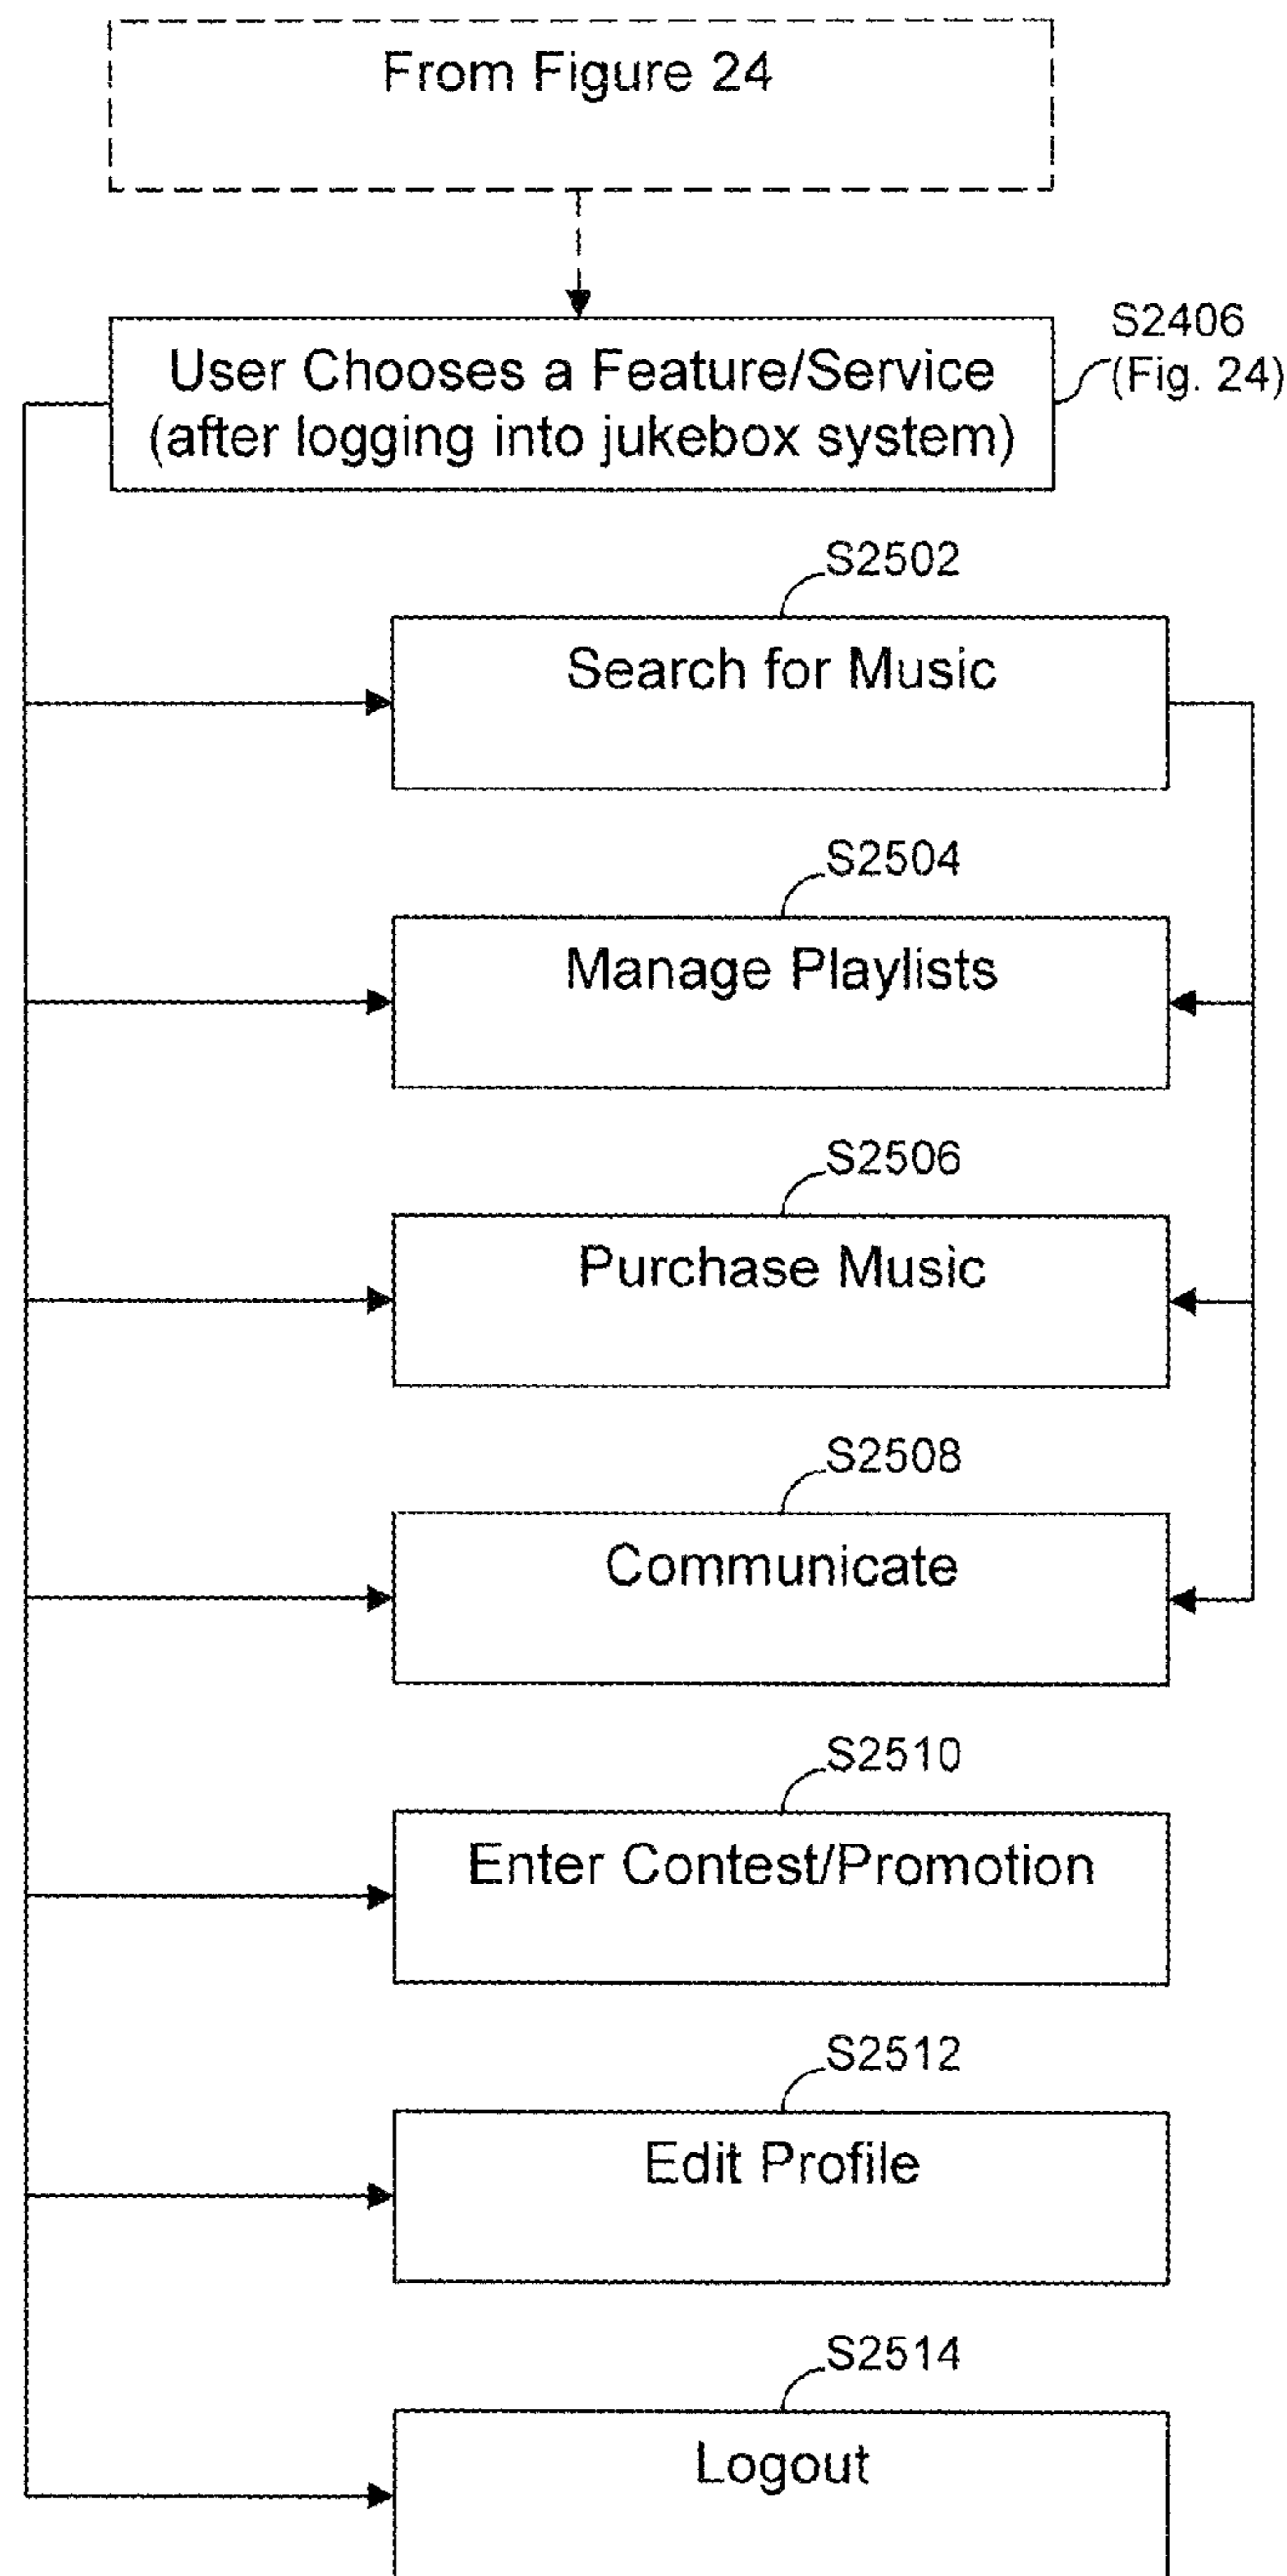 From Figure 24
User Chooses a Feature/Service
(after logging into jukebox system)
S2406
(Fig. 24)
S2502
Search for Music
S2504
Manage Playlists
S2506
Purchase Music
S2508
Communicate
S2510
Enter Contest/Promotion
S2512
Edit Profile
S2514
Logout